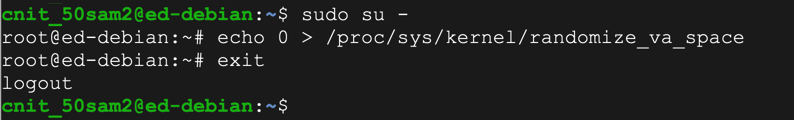 cnit_50sam2@ed-debian:~$ sudo su -
root@ed-debian:~# echo 0 > /proc/sys/kernel/randomize_va_space
root@ed-debian:~# exit
logout
cnit_50sam2@ed-debian:~$